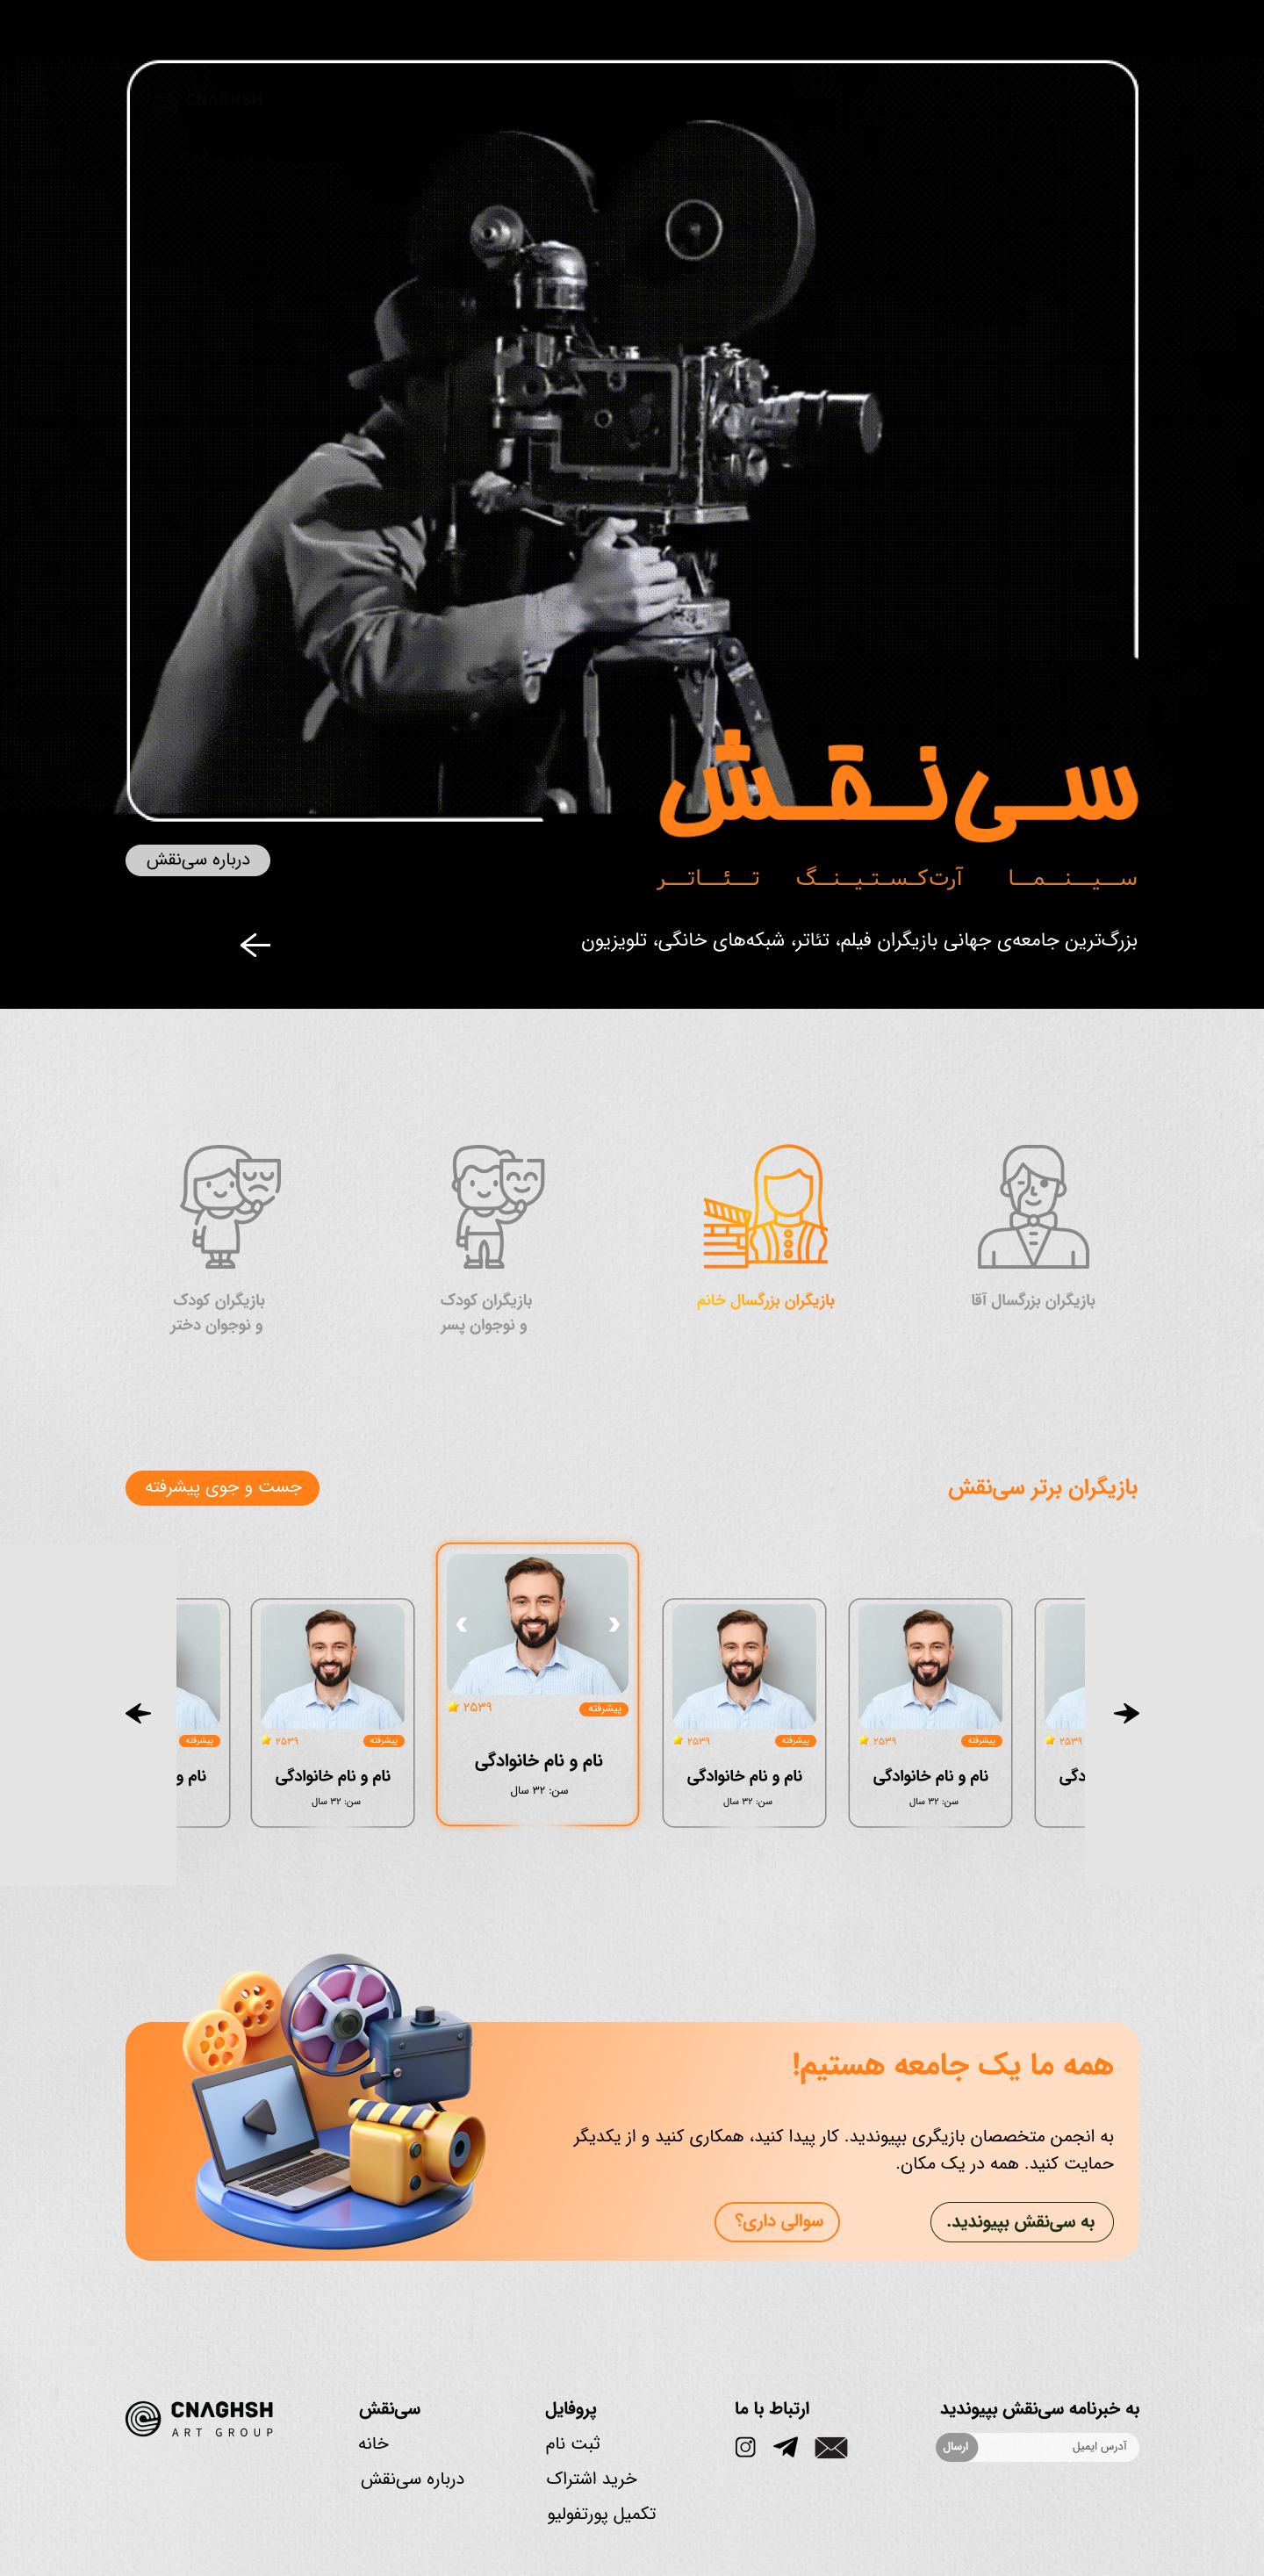 CNAGHSH
سی‌نقش
سینما آرت‌کستینگ تئاتر
درباره سی‌نقش
بزرگ‌ترین جامعه‌ی جهانی بازیگران فیلم، تئاتر، شبکه‌های خانگی، تلویزیون
بازیگران بزرگسال آقا
بازیگران بزرگسال خانم
بازیگران کودک
و نوجوان پسر
بازیگران کودک
و نوجوان دختر
بازیگران برتر سی‌نقش
جست و جوی پیشرفته
۲۵۳۹
دگی
پیشرفته ۲۵۳۹
نام و نام خانوادگی
سن: ۳۲ سال
پیشرفته ۲۵۳۹
نام و نام خانوادگی
سن: ۳۲ سال
پیشرفته ۲۵۳۹
نام و نام خانوادگی
سن: ۳۲ سال
پیشرفته ۲۵۳۹
نام و نام خانوادگی
سن: ۳۲ سال
پیشرفته
نام و
همه ما یک جامعه هستیم!
به انجمن متخصصان بازیگری بپیوندید. کار پیدا کنید، همکاری کنید و از یکدیگر
حمایت کنید. همه در یک مکان.
به سی‌نقش بپیوندید.
سوالی داری؟
به خبرنامه سی‌نقش بپیوندید
آدرس ایمیل
ارسال
ارتباط با ما
پروفایل
ثبت نام
خرید اشتراک
تکمیل پورتفولیو
سی‌نقش
خانه
درباره سی‌نقش
CNAGHSH
ART GROUP